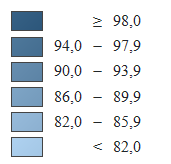 ≥ 98,0
94,0 – 97,9
90,0 – 93,9
86,0 – 89,9
82,0 – 85,9
< 82,0